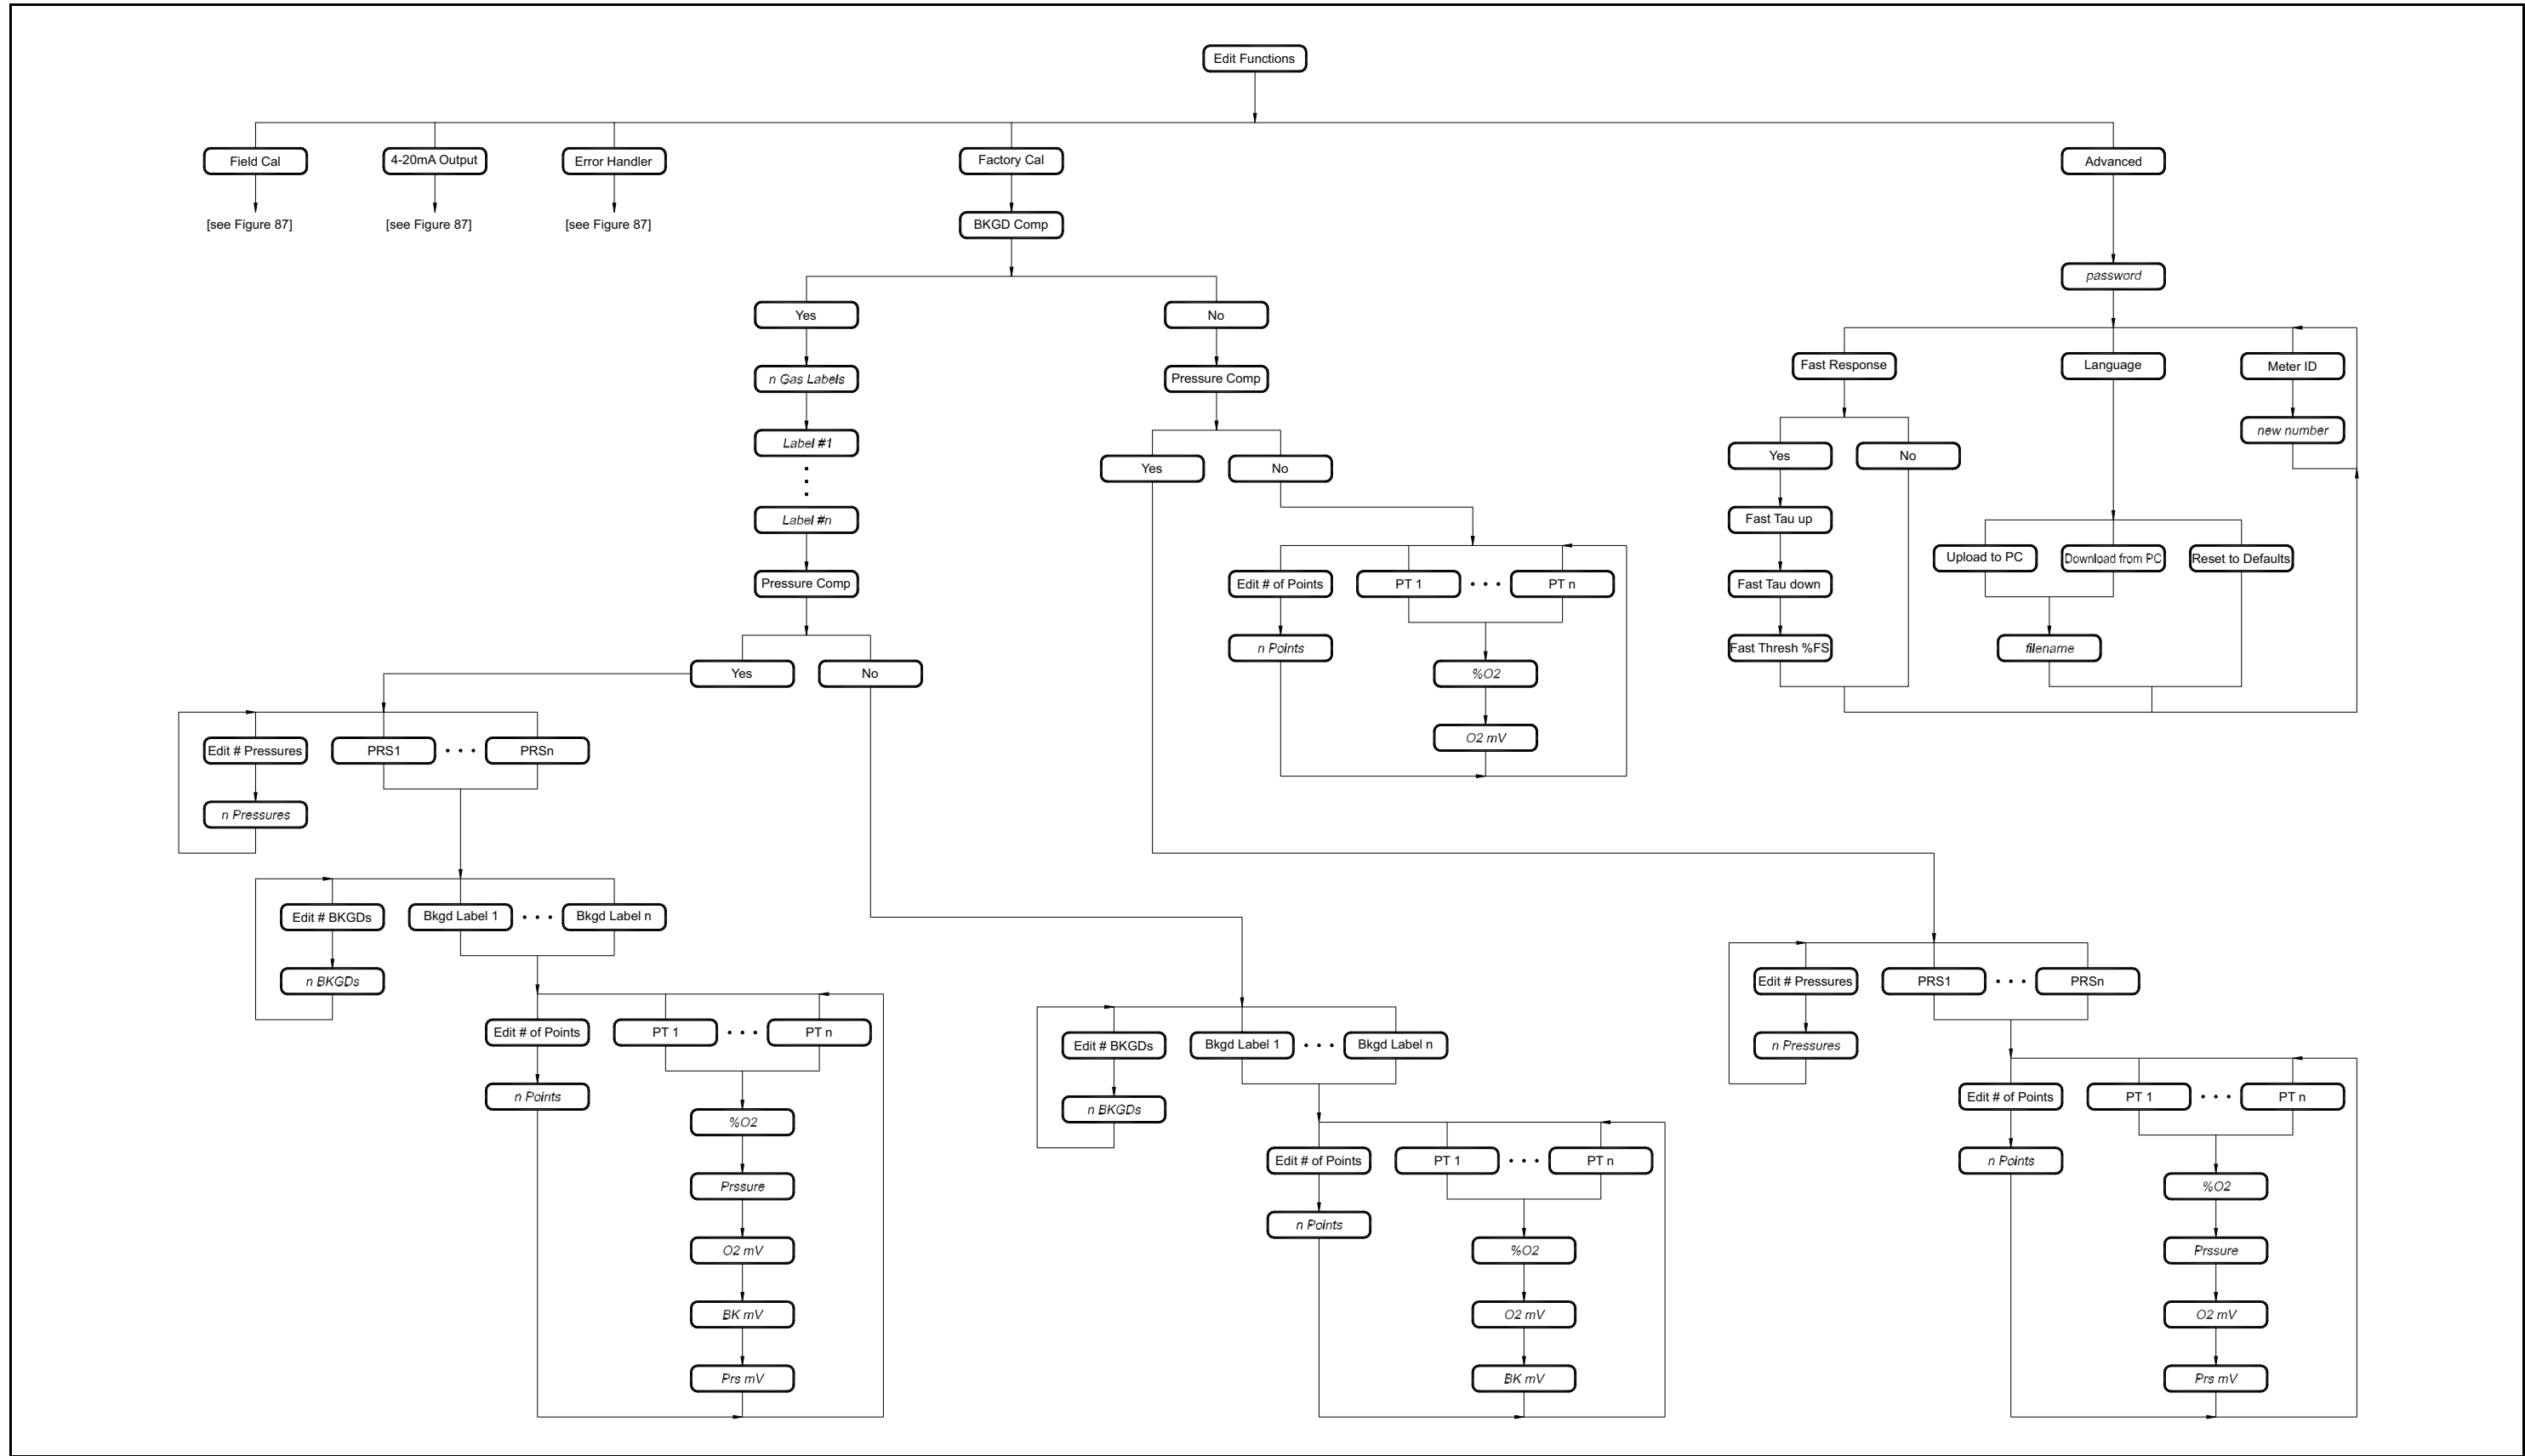 Edit Functions
Field Cal
4-20mA Output
Error Handler
Factory Cal
Advanced
[see Figure 87]
[see Figure 87]
[see Figure 87]
BKGD Comp
password
Yes
No
n Gas Labels
Pressure Comp
Label #1
Label #n
Pressure Comp
Yes
No
Yes
No
Fast Response
Language
Meter ID
new number
Yes
No
Fast Tau up
Fast Tau down
Fast Thresh %FS
Upload to PC
Download from PC
Reset to Defaults
filename
Edit # of Points
PT 1
• • •
PT n
n Points
%O2
O2 mV
Edit # Pressures
PRS1
• • •
PRSn
n Pressures
Edit # BKGDs
Bkgd Label 1
• • •
Bkgd Label n
n BKGDs
Edit # of Points
PT 1
• • •
PT n
n Points
%O2
Prssure
O2 mV
BK mV
Prs mV
Edit # BKGDs
Bkgd Label 1
• • •
Bkgd Label n
n BKGDs
Edit # of Points
PT 1
• • •
PT n
n Points
%O2
O2 mV
BK mV
Edit # Pressures
PRS1
• • •
PRSn
n Pressures
Edit # of Points
PT 1
• • •
PT n
n Points
%O2
Prssure
O2 mV
Prs mV